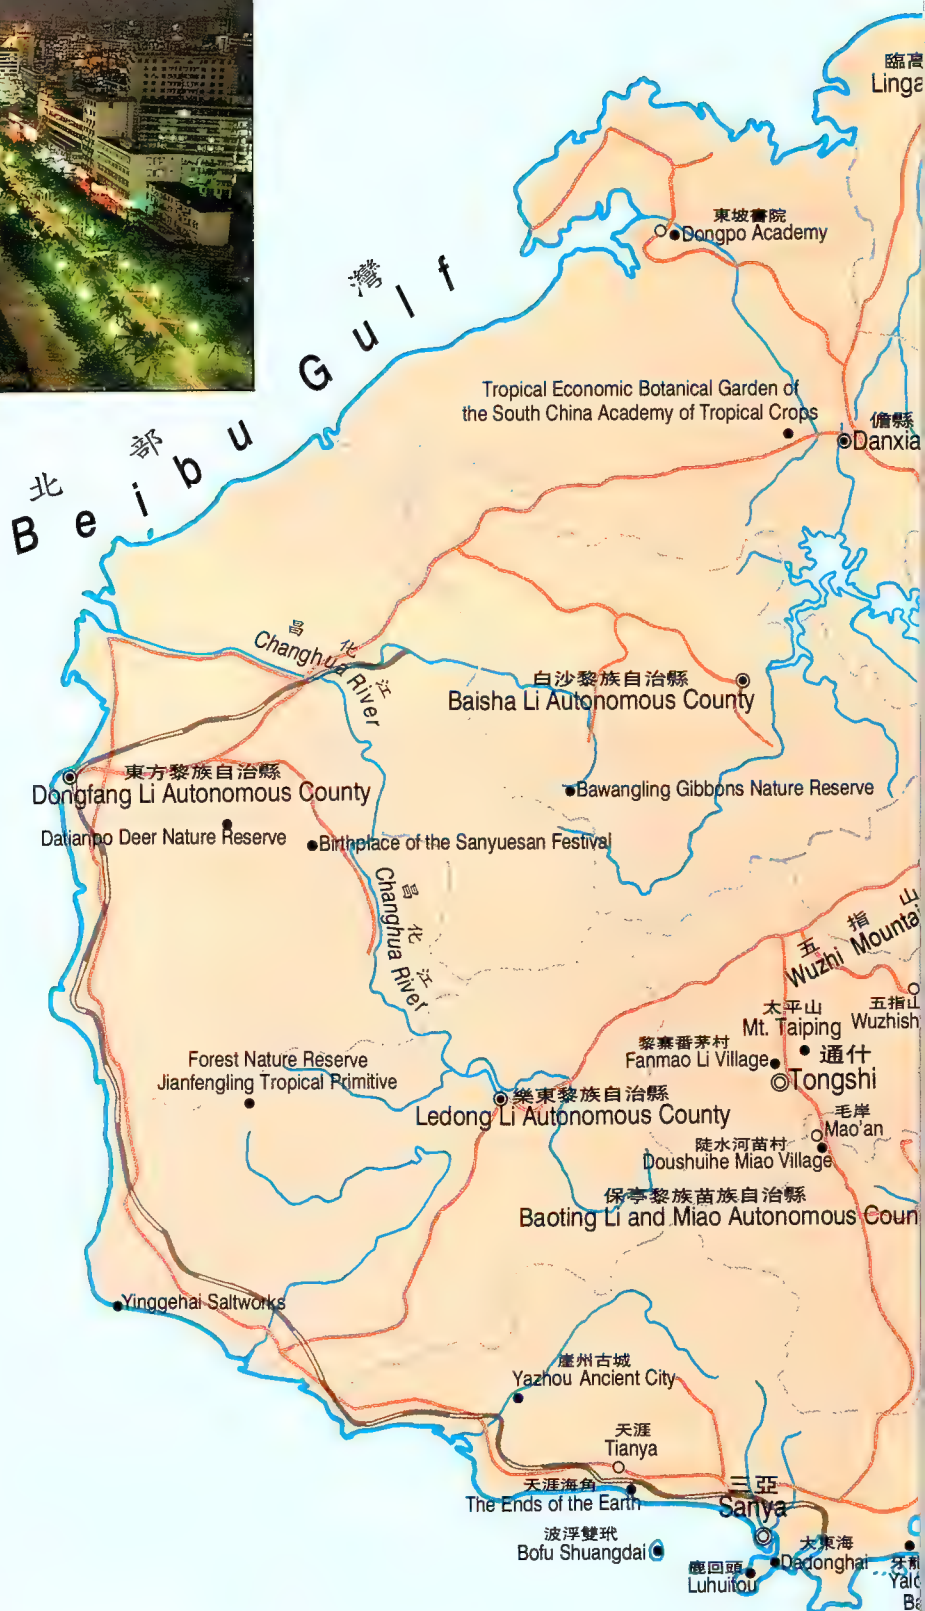 臨高
Linga
東坡書院
Dongpo Academy
北部灣
Beibu Gulf
Tropical Economic Botanical Garden of
the South China Academy of Tropical Crops
儋縣
Danxia
昌化江
Changhua River
白沙黎族自治縣
Baisha Li Autonomous County
東方黎族自治縣
Dongfang Li Autonomous County
Bawangling Gibbons Nature Reserve
Datianpo Deer Nature Reserve
Birthplace of the Sanyuesan Festival
昌化江
Changhua River
五指山
Wuzhi Mounta
太平山
Mt. Taiping
五指山
Wuzhish
黎寨番茅村
Fanmao Li Village
通什
Tongshi
Forest Nature Reserve
Jianfengling Tropical Primitive
樂東黎族自治縣
Ledong Li Autonomous County
毛岸
Mao'an
陡水河苗村
Doushuihe Miao Village
保亭黎族苗族自治縣
Baoting Li and Miao Autonomous Coun
Yinggehai Saltworks
崖州古城
Yazhou Ancient City
天涯
Tianya
天涯海角
The Ends of the Earth
三亞
Sanya
波浮雙玳
Bofu Shuangdai
大東海
Dadonghai
鹿回頭
Luhuitou
牙龍
Yalo
Ba